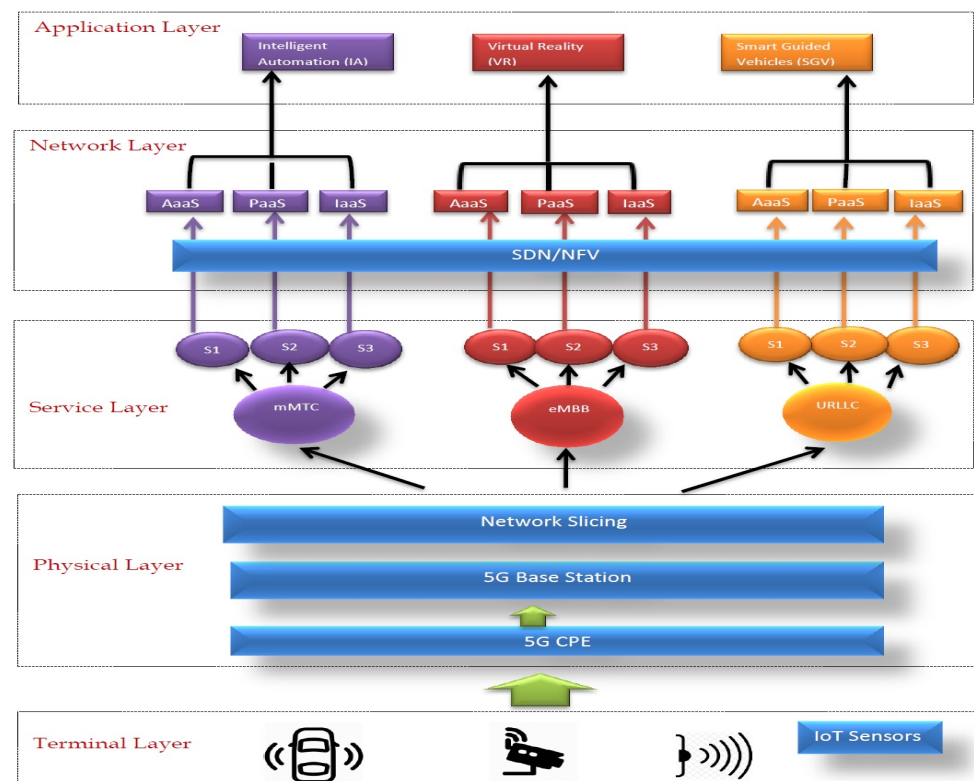 Application Layer
Intelligent
Automation (IA)
Virtual Reality
(VR)
Smart Guided
Vehicles (SGV)
Network Layer
AaaS
PaaS
IaaS
AaaS
PaaS
IaaS
AaaS
PaaS
IaaS
SDN/NFV
S1
S2
S3
S1
S2
S3
S1
S2
S3
Service Layer
mMTC
eMBB
URLLC
Network Slicing
Physical Layer
5G Base Station
5G CPE
Terminal Layer
IoT Sensors